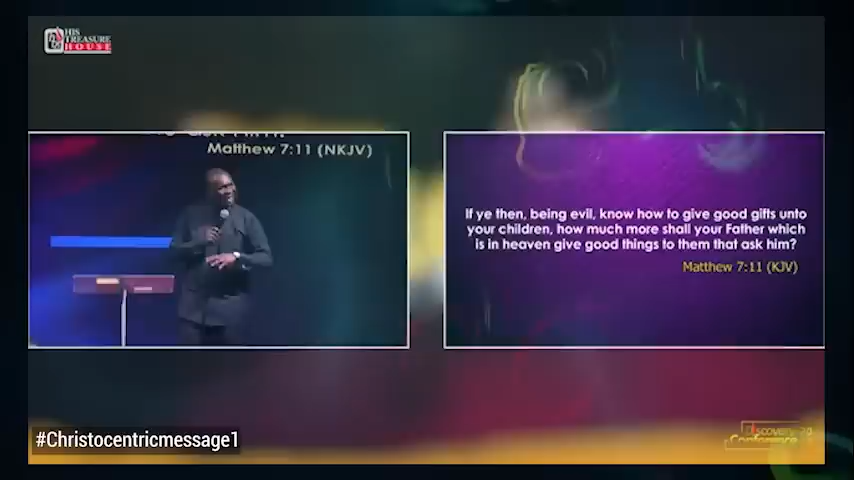 HIS
TREASURE
HOUSE
Matthew 7:11 (NKJV)
If ye then, being evil, know how to give good gifts unto
your children, how much more shall your Father which
is in heaven give good things to them that ask him?
Matthew 7:11 (KJV)
#Christocentricmessage1
Conference